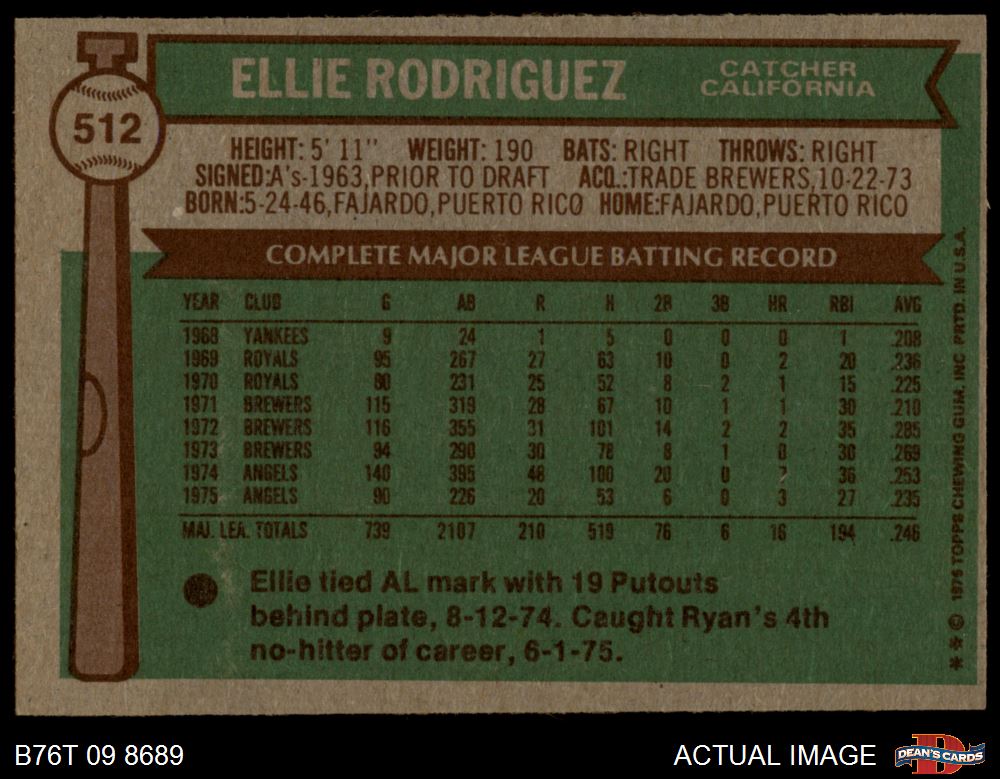 ELLIE RODRIGUEZ
CATCHER
CALIFORNIA
512
HEIGHT: 5' 11" WEIGHT: 190 BATS: RIGHT THROWS: RIGHT
SIGNED:A's-1963,PRIOR TO DRAFT ACQ.:TRADE BREWERS,10-22-73
BORN:5-24-46,FAJARDO,PUERTO RICO HOME:FAJARDO,PUERTO RICO
COMPLETE MAJOR LEAGUE BATTING RECORD
YEAR CLUB G AB R H 2B 3B HR RBI AVG
1968 YANKEES 9 24 1 5 0 0 0 1 .208
1969 ROYALS 95 267 27 63 10 0 2 20 .236
1970 ROYALS 80 231 25 52 8 2 1 15 .225
1971 BREWERS 115 319 28 67 10 1 1 30 .210
1972 BREWERS 116 355 31 101 14 2 2 35 .285
1973 BREWERS 94 290 30 78 8 1 0 30 .269
1974 ANGELS 140 395 48 100 20 0 7 36 .253
1975 ANGELS 90 226 20 53 6 0 3 27 .235
MAJ. LEA. TOTALS 739 2107 210 519 76 6 16 194 .246
Ellie tied AL mark with 19 Putouts
behind plate, 8-12-74. Caught Ryan's 4th
no-hitter of career, 6-1-75.
** © 1976 TOPPS CHEWING GUM, INC PRTD. IN U.S.A.
B76T 09 8689
ACTUAL IMAGE
DEAN'S CARDS